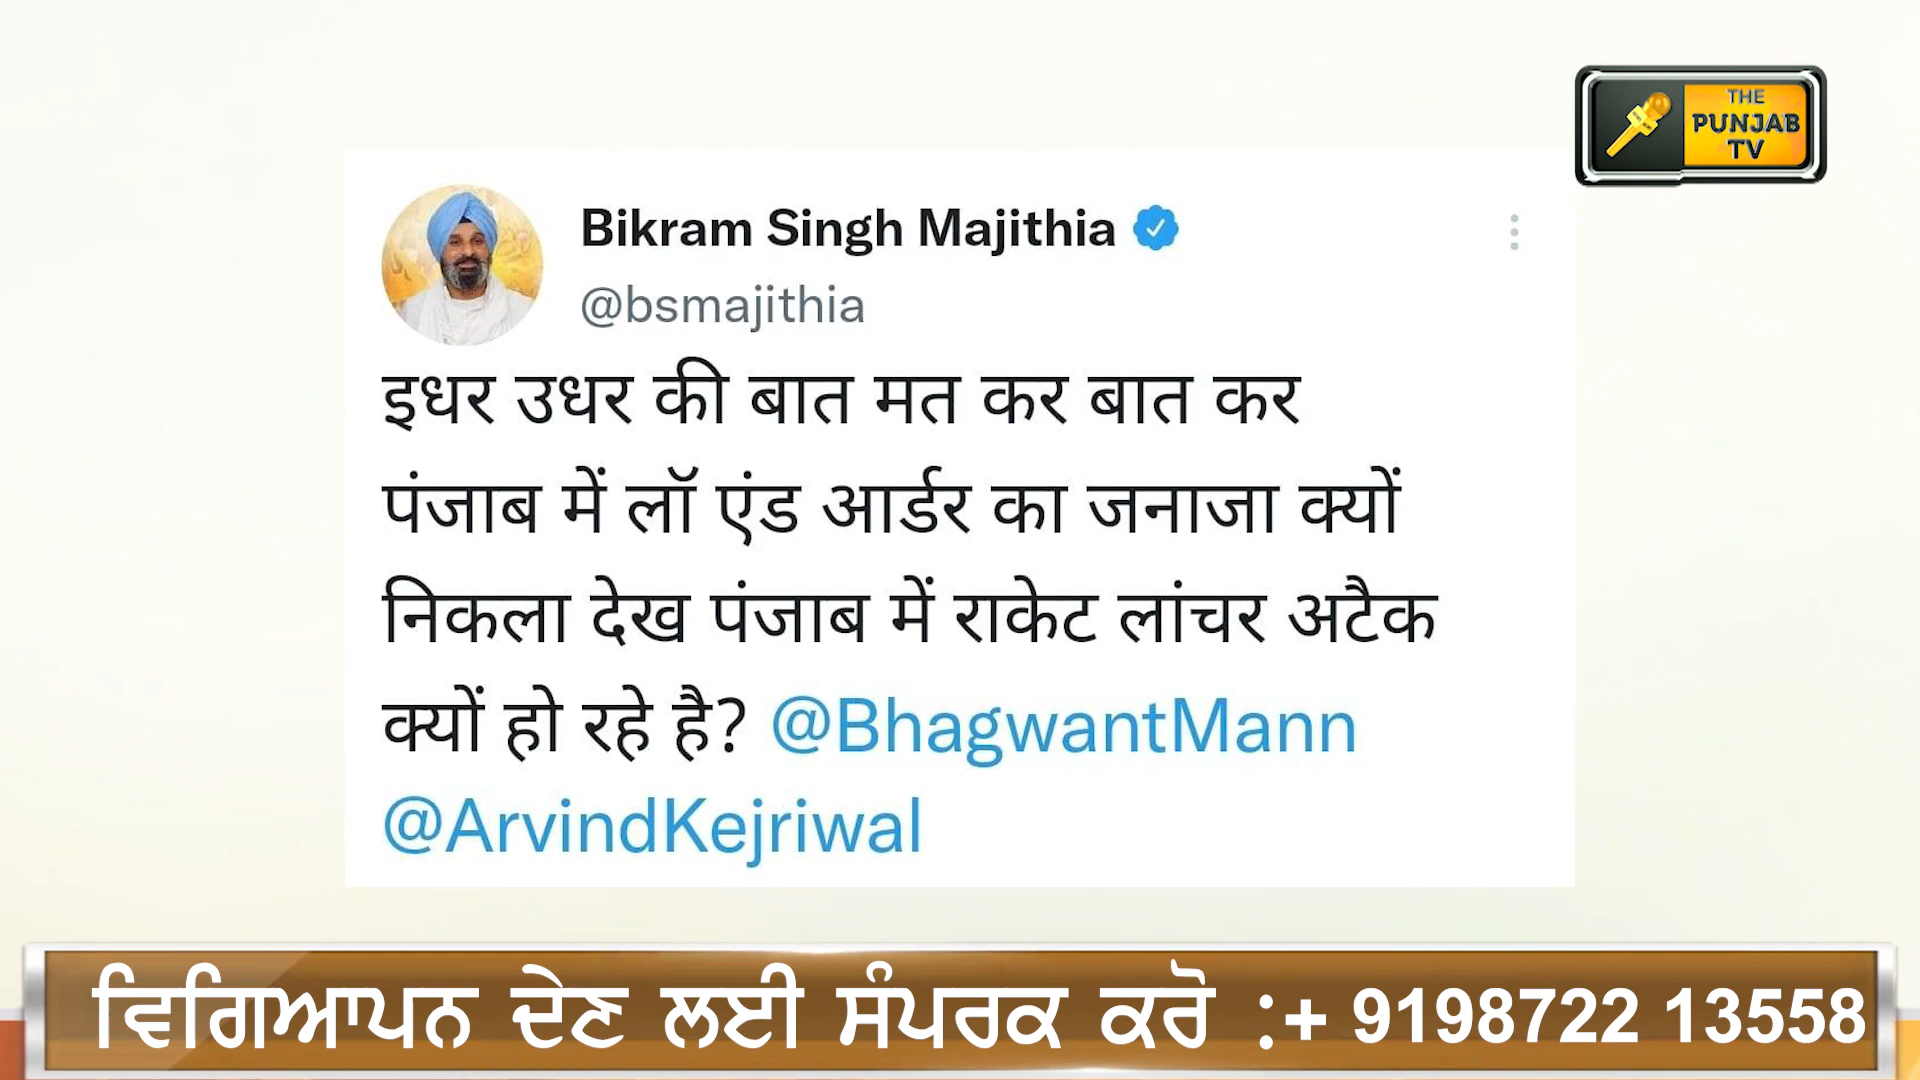 THE
PUNJAB
TV
Bikram Singh Majithia
@bsmajithia
इधर उधर की बात मत कर बात कर
पंजाब में लॉ एंड आर्डर का जनाजा क्यों
निकला देख पंजाब में राकेट लांचर अटैक
क्यों हो रहे है? @BhagwantMann
@ArvindKejriwal
ਵਿਗਿਆਪਨ ਦੇਣ ਲਈ ਸੰਪਰਕ ਕਰੋ :+ 9198722 13558